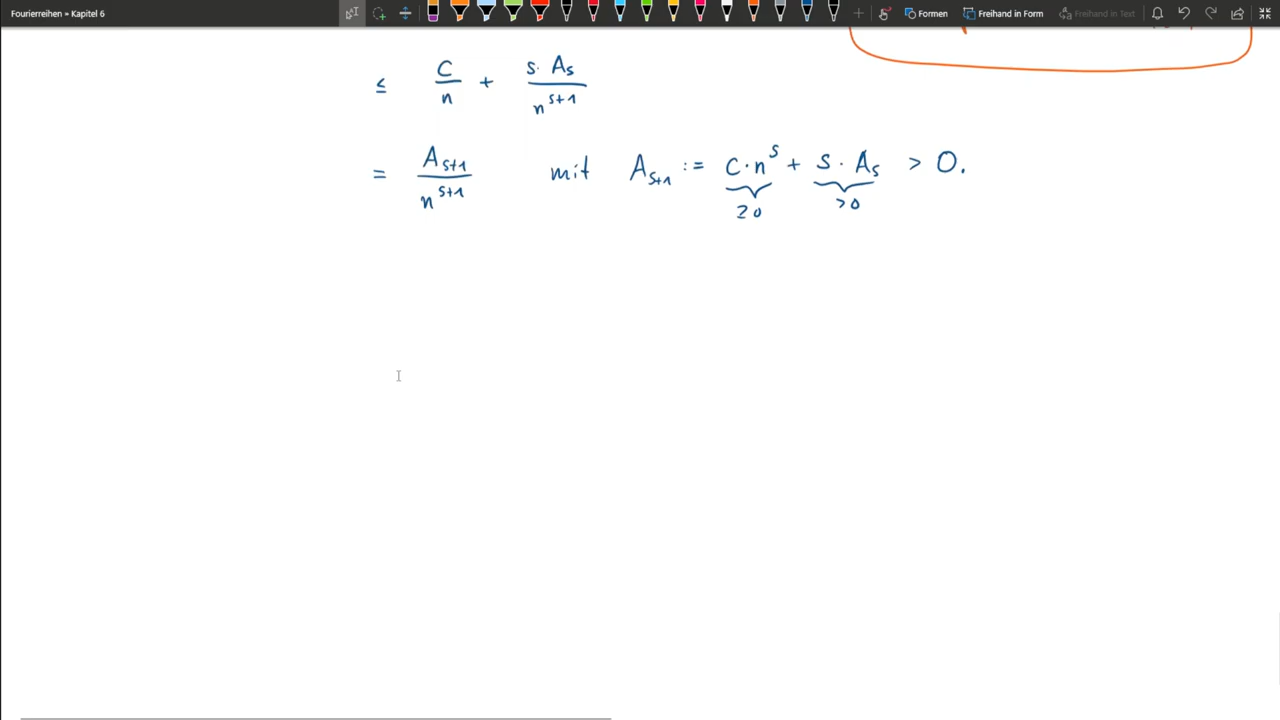 Fourierreihen » Kapitel 6
Formen Freihand in Form Freihand in Text
≤ C/n + s · A_s / n^{s+1}
= A_{s+1} / n^{s+1} mit A_{s+1} := C · n^s + s · A_s > 0.
≥0 >0